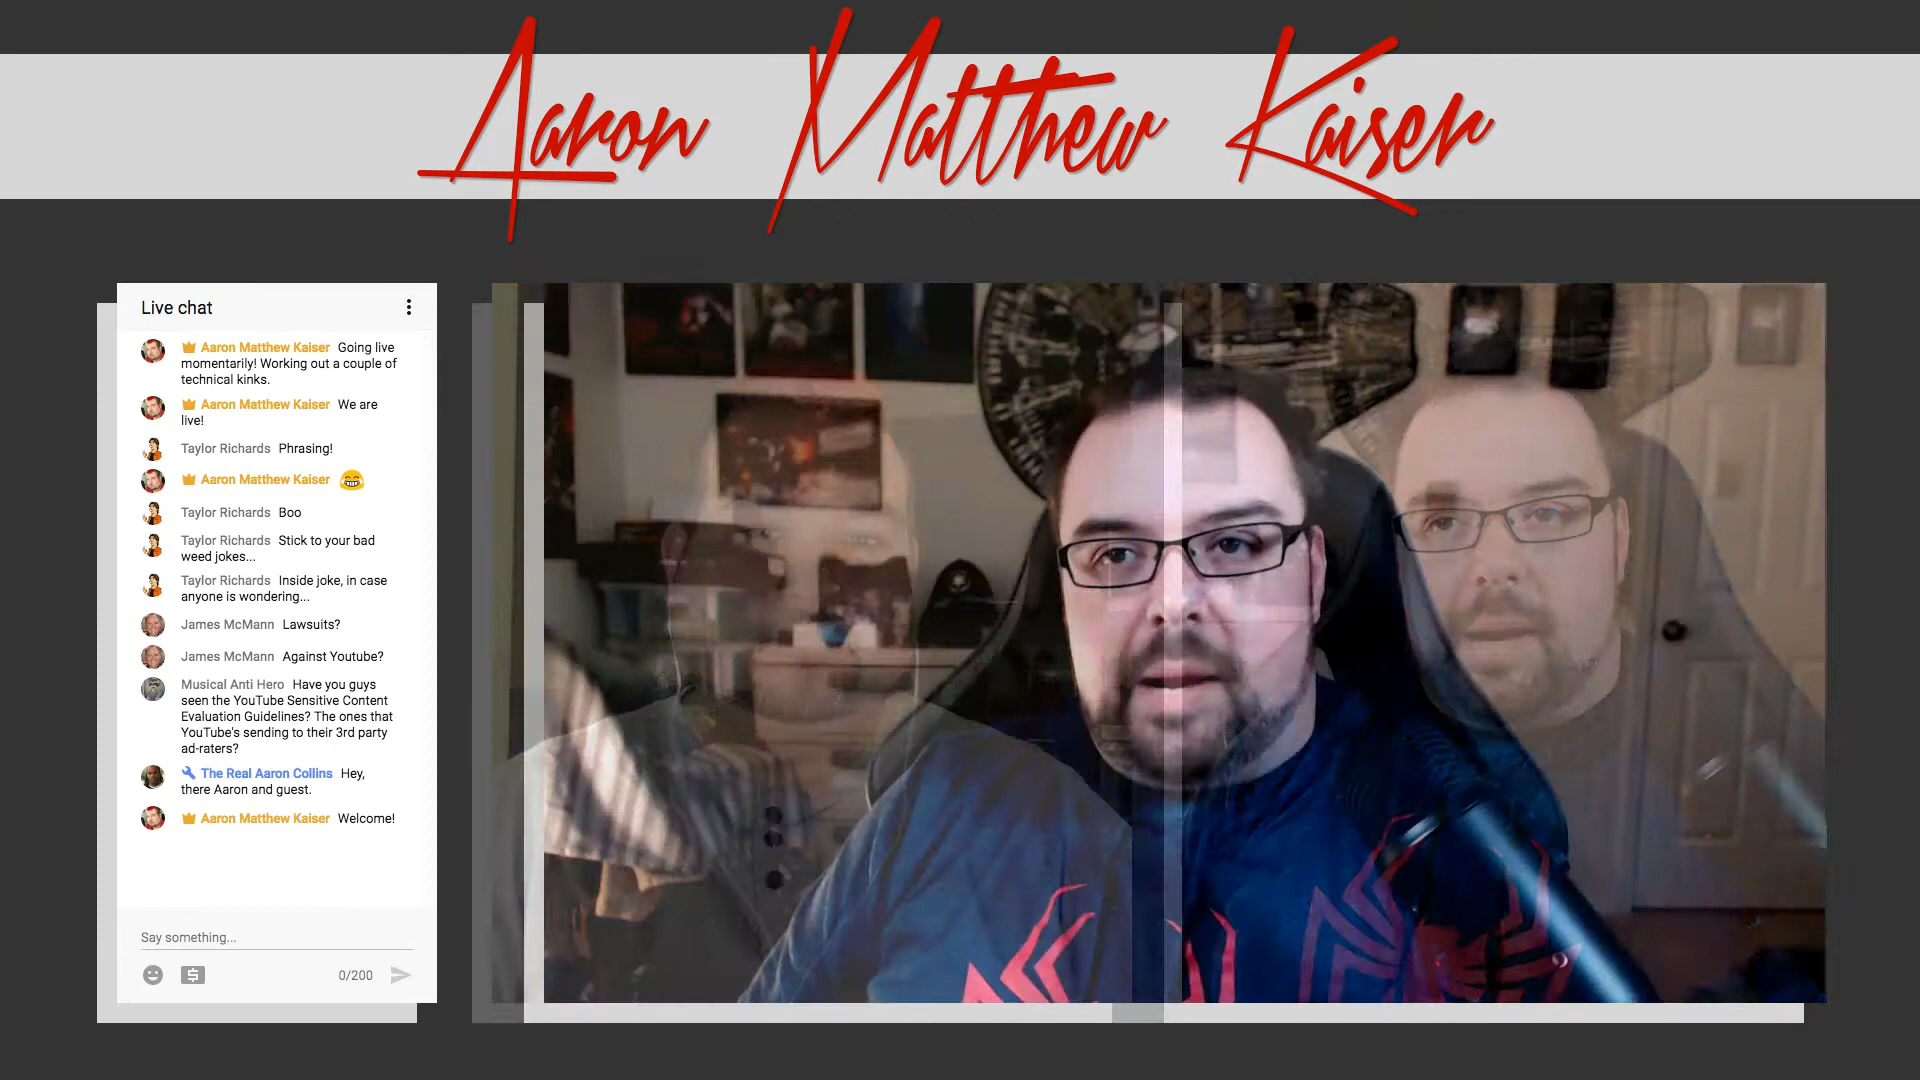 Aaron Matthew Kaiser
Live chat
Aaron Matthew Kaiser Going live
momentarily! Working out a couple of
technical kinks.
Aaron Matthew Kaiser We are
live!
Taylor Richards Phrasing!
Aaron Matthew Kaiser 😂
Taylor Richards Boo
Taylor Richards Stick to your bad
weed jokes...
Taylor Richards Inside joke, in case
anyone is wondering...
James McMann Lawsuits?
James McMann Against Youtube?
Musical Anti Hero Have you guys
seen the YouTube Sensitive Content
Evaluation Guidelines? The ones that
YouTube's sending to their 3rd party
ad-raters?
The Real Aaron Collins Hey,
there Aaron and guest.
Aaron Matthew Kaiser Welcome!
Say something...
0/200